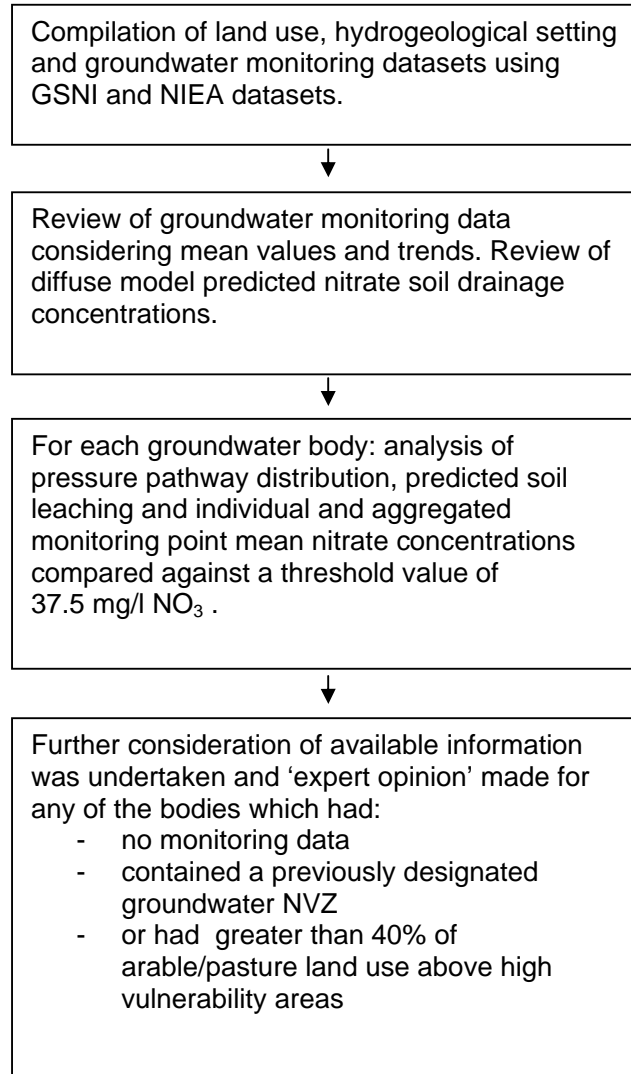 Compilation of land use, hydrogeological setting
and groundwater monitoring datasets using
GSNI and NIEA datasets.
Review of groundwater monitoring data
considering mean values and trends. Review of
diffuse model predicted nitrate soil drainage
concentrations.
For each groundwater body: analysis of
pressure pathway distribution, predicted soil
leaching and individual and aggregated
monitoring point mean nitrate concentrations
compared against a threshold value of
37.5 mg/l NO₃ .
Further consideration of available information
was undertaken and ‘expert opinion’ made for
any of the bodies which had:
- no monitoring data
- contained a previously designated
groundwater NVZ
- or had greater than 40% of
arable/pasture land use above high
vulnerability areas